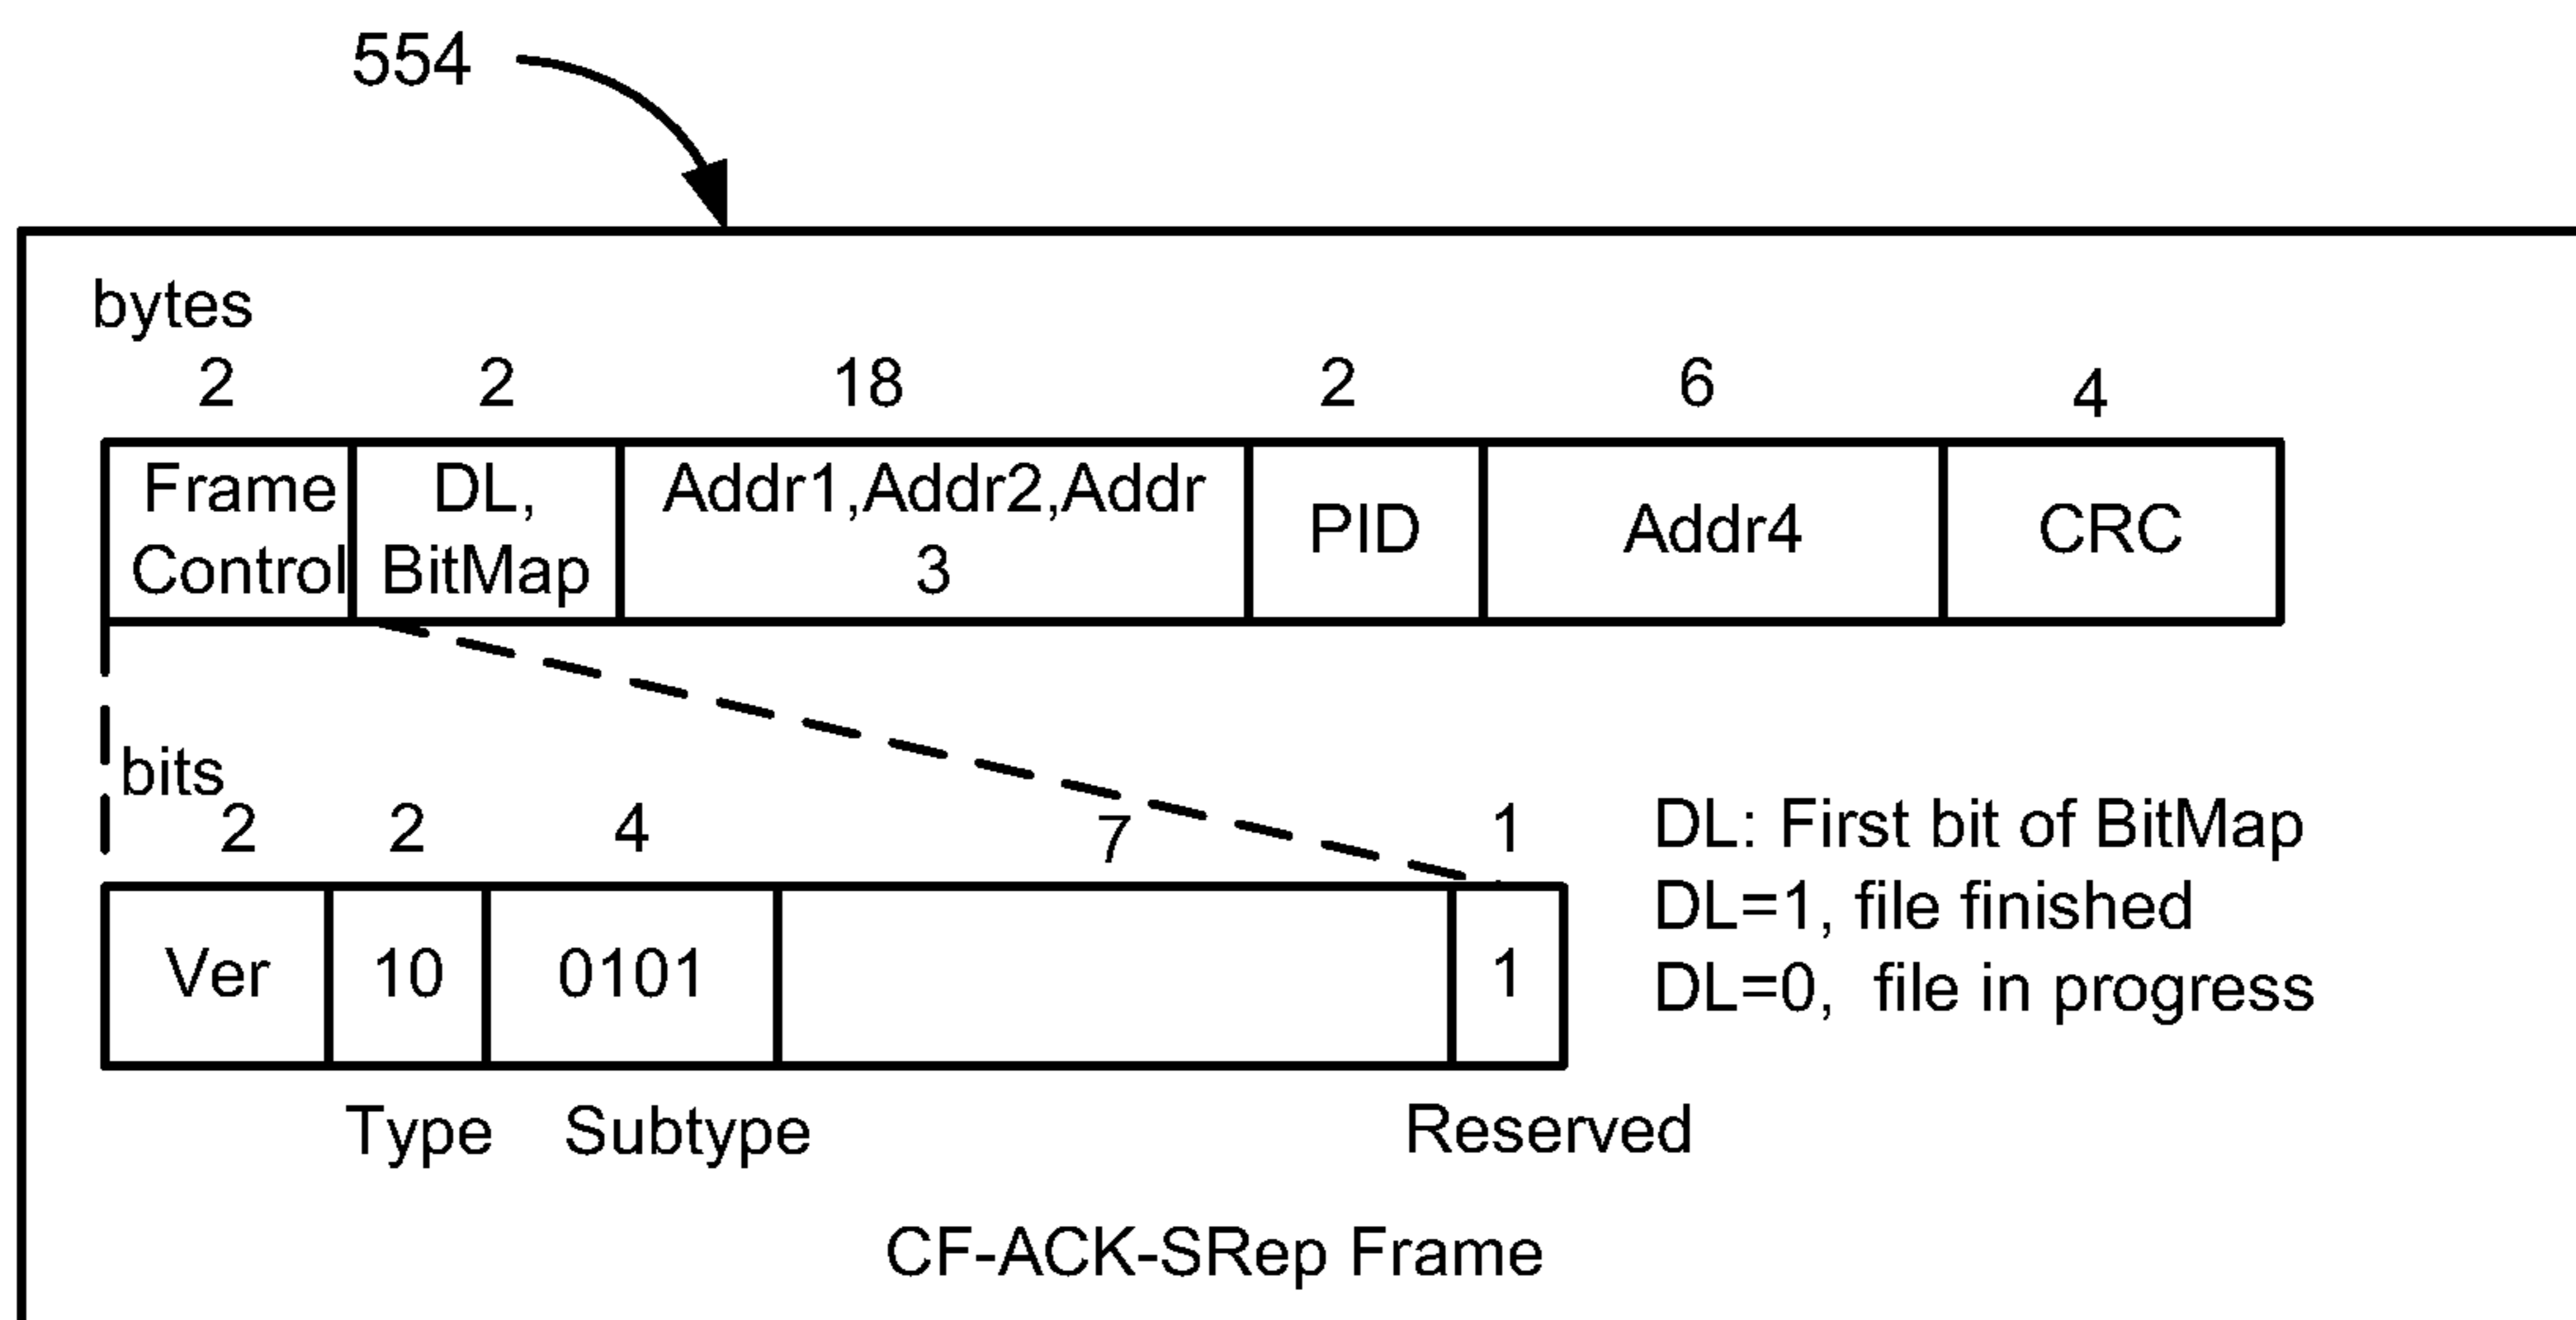 554
bytes
2 2 18 2 6 4
Frame Control DL, BitMap Addr1,Addr2,Addr 3 PID Addr4 CRC
bits
2 2 4 7 1
Ver 10 0101 1
Type Subtype Reserved
DL: First bit of BitMap
DL=1, file finished
DL=0, file in progress
CF-ACK-SRep Frame